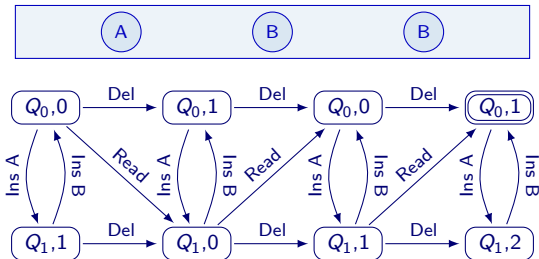 A B B
Q₀,0 Del Q₀,1 Del Q₀,0 Del Q₀,1
Ins A Ins B Read Ins A Ins B Read Ins A Ins B Read Ins A Ins B
Q₁,1 Del Q₁,0 Del Q₁,1 Del Q₁,2